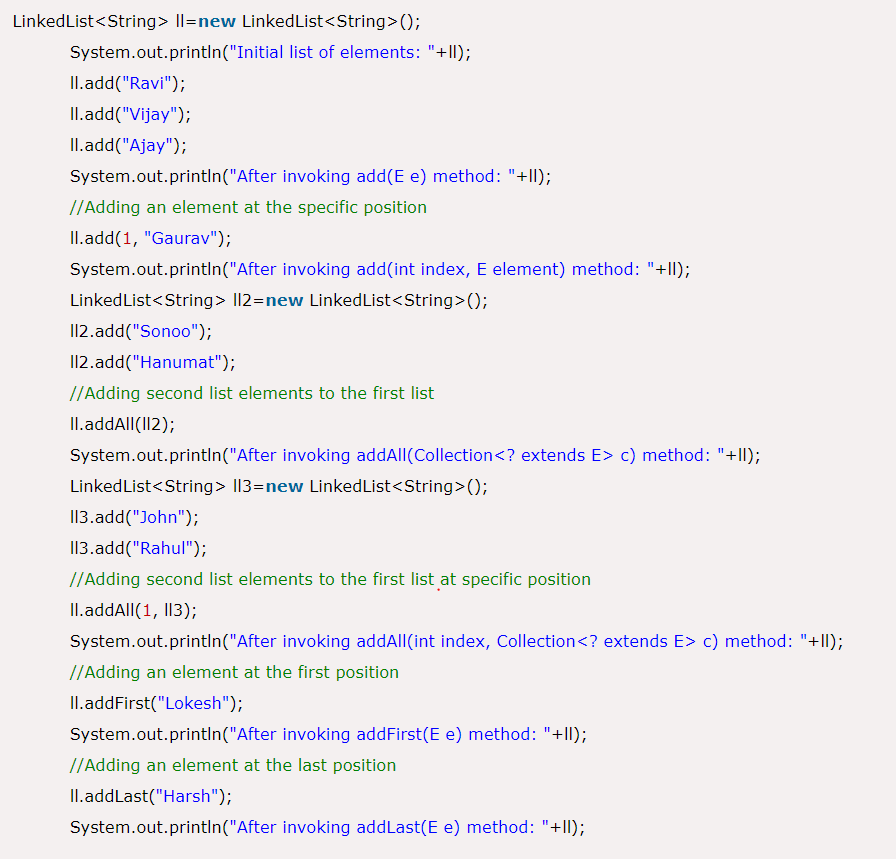 LinkedList<String> ll=new LinkedList<String>();
System.out.println("Initial list of elements: "+ll);
ll.add("Ravi");
ll.add("Vijay");
ll.add("Ajay");
System.out.println("After invoking add(E e) method: "+ll);
//Adding an element at the specific position
ll.add(1, "Gaurav");
System.out.println("After invoking add(int index, E element) method: "+ll);
LinkedList<String> ll2=new LinkedList<String>();
ll2.add("Sonoo");
ll2.add("Hanumat");
//Adding second list elements to the first list
ll.addAll(ll2);
System.out.println("After invoking addAll(Collection<? extends E> c) method: "+ll);
LinkedList<String> ll3=new LinkedList<String>();
ll3.add("John");
ll3.add("Rahul");
//Adding second list elements to the first list at specific position
ll.addAll(1, ll3);
System.out.println("After invoking addAll(int index, Collection<? extends E> c) method: "+ll);
//Adding an element at the first position
ll.addFirst("Lokesh");
System.out.println("After invoking addFirst(E e) method: "+ll);
//Adding an element at the last position
ll.addLast("Harsh");
System.out.println("After invoking addLast(E e) method: "+ll);